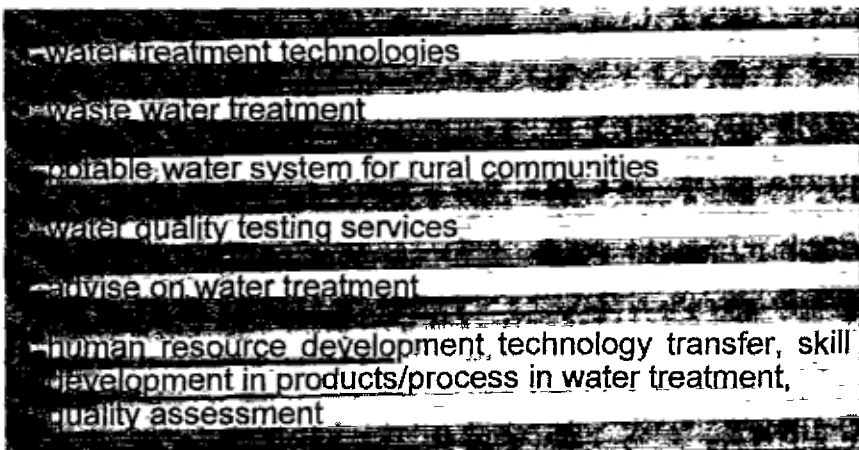 - water treatment technologies
- waste water treatment
- potable water system for rural communities
- water quality testing services
- advise on water treatment
- human resource development, technology transfer, skill
development in products/process in water treatment,
quality assessment